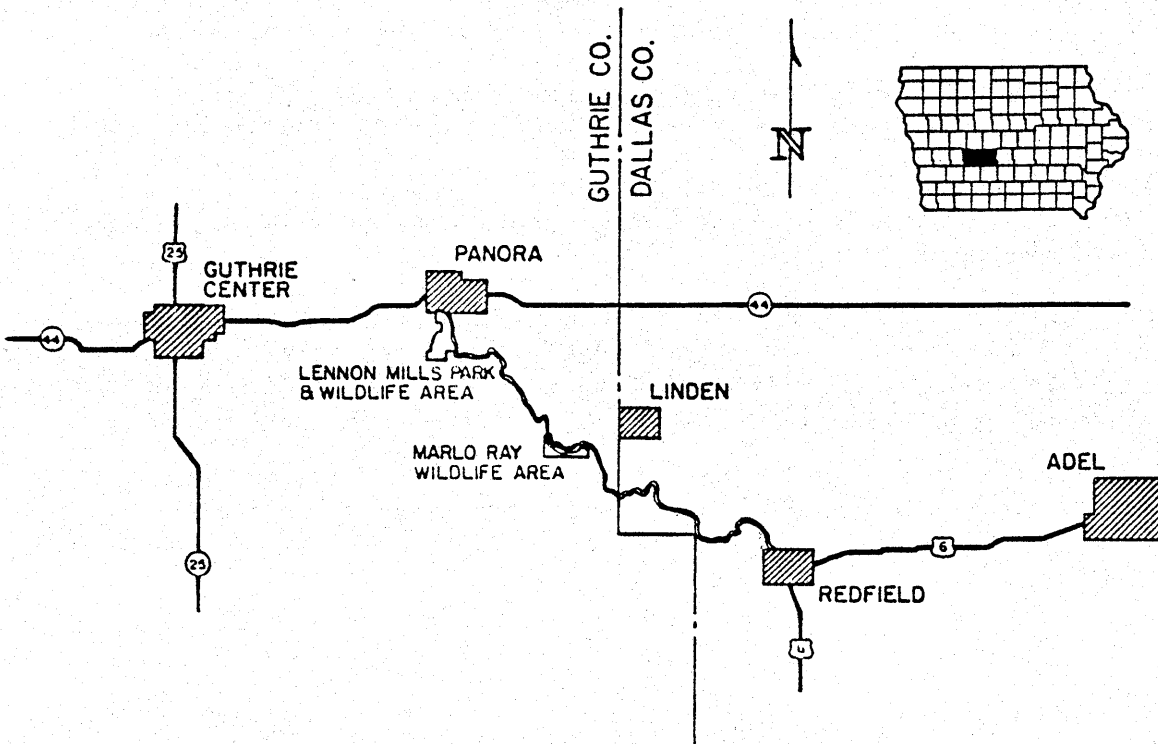 GUTHRIE CO.
DALLAS CO.
N
25
GUTHRIE
CENTER
PANORA
44
44
LENNON MILLS PARK
& WILDLIFE AREA
LINDEN
MARLO RAY
WILDLIFE AREA
ADEL
25
6
REDFIELD